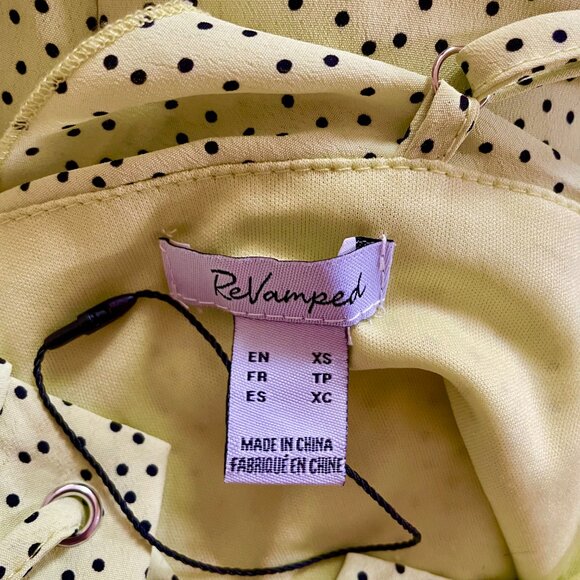 ReVamped
EN XS
FR TP
ES XC
MADE IN CHINA
FABRIQUÉ EN CHINE